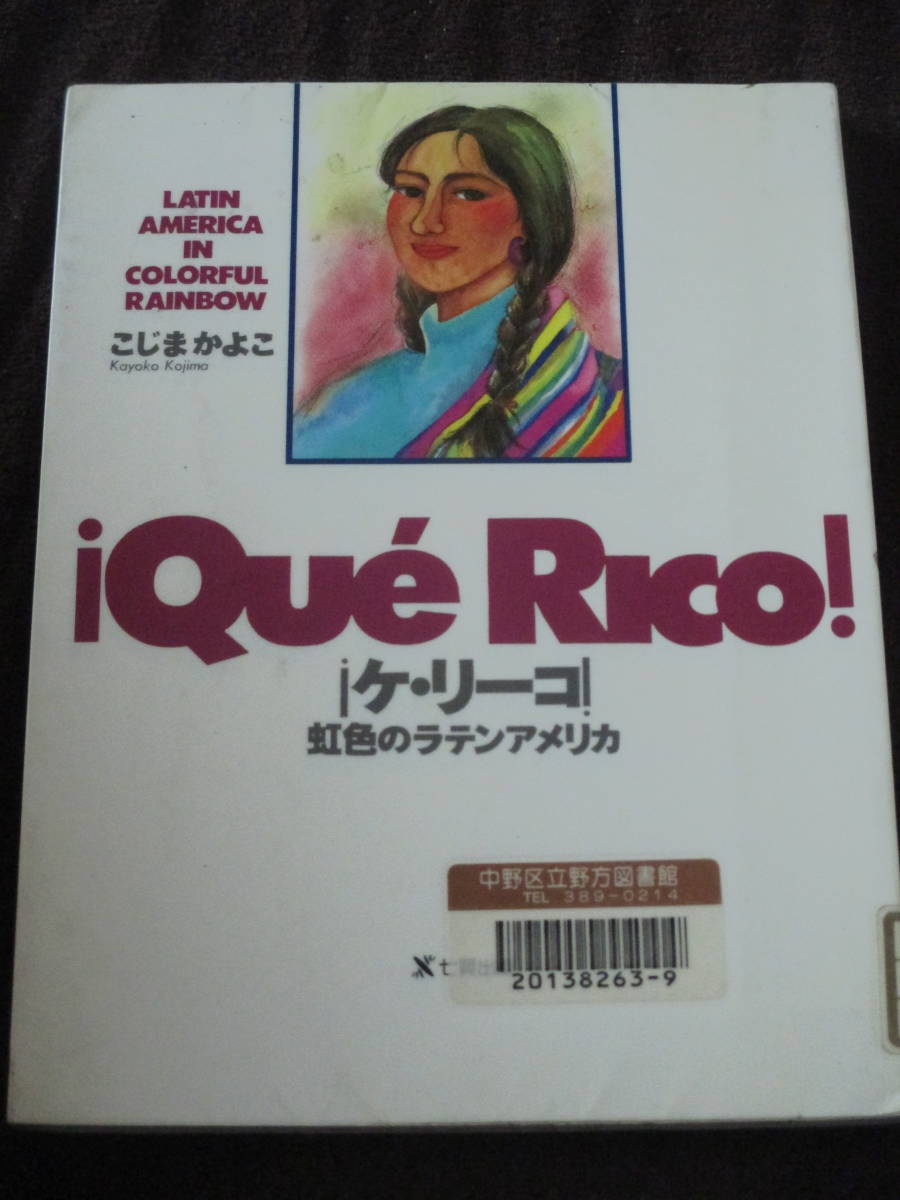 LATIN
AMERICA
IN
COLORFUL
RAINBOW
こじまかよこ
Kayoko Kojima
¡Qué Rico!
¡ケ・リーコ!
虹色のラテンアメリカ
中野区立野方図書館
TEL 389-0214
20138263-9